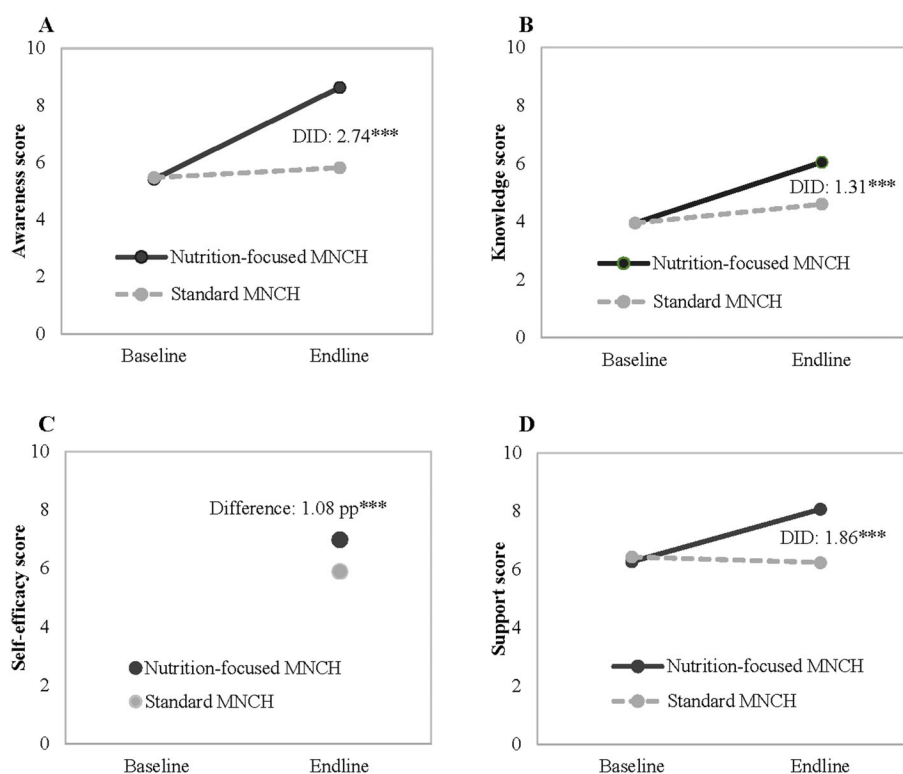 A
Awareness score
10
8
6
4
2
0
DID: 2.74***
Nutrition-focused MNCH
Standard MNCH
Baseline
Endline
B
Knowledge score
10
8
6
4
2
0
DID: 1.31***
Nutrition-focused MNCH
Standard MNCH
Baseline
Endline
C
Self-efficacy score
10
8
6
4
2
0
Difference: 1.08 pp***
Nutrition-focused MNCH
Standard MNCH
Baseline
Endline
D
Support score
10
8
6
4
2
0
DID: 1.86***
Nutrition-focused MNCH
Standard MNCH
Baseline
Endline